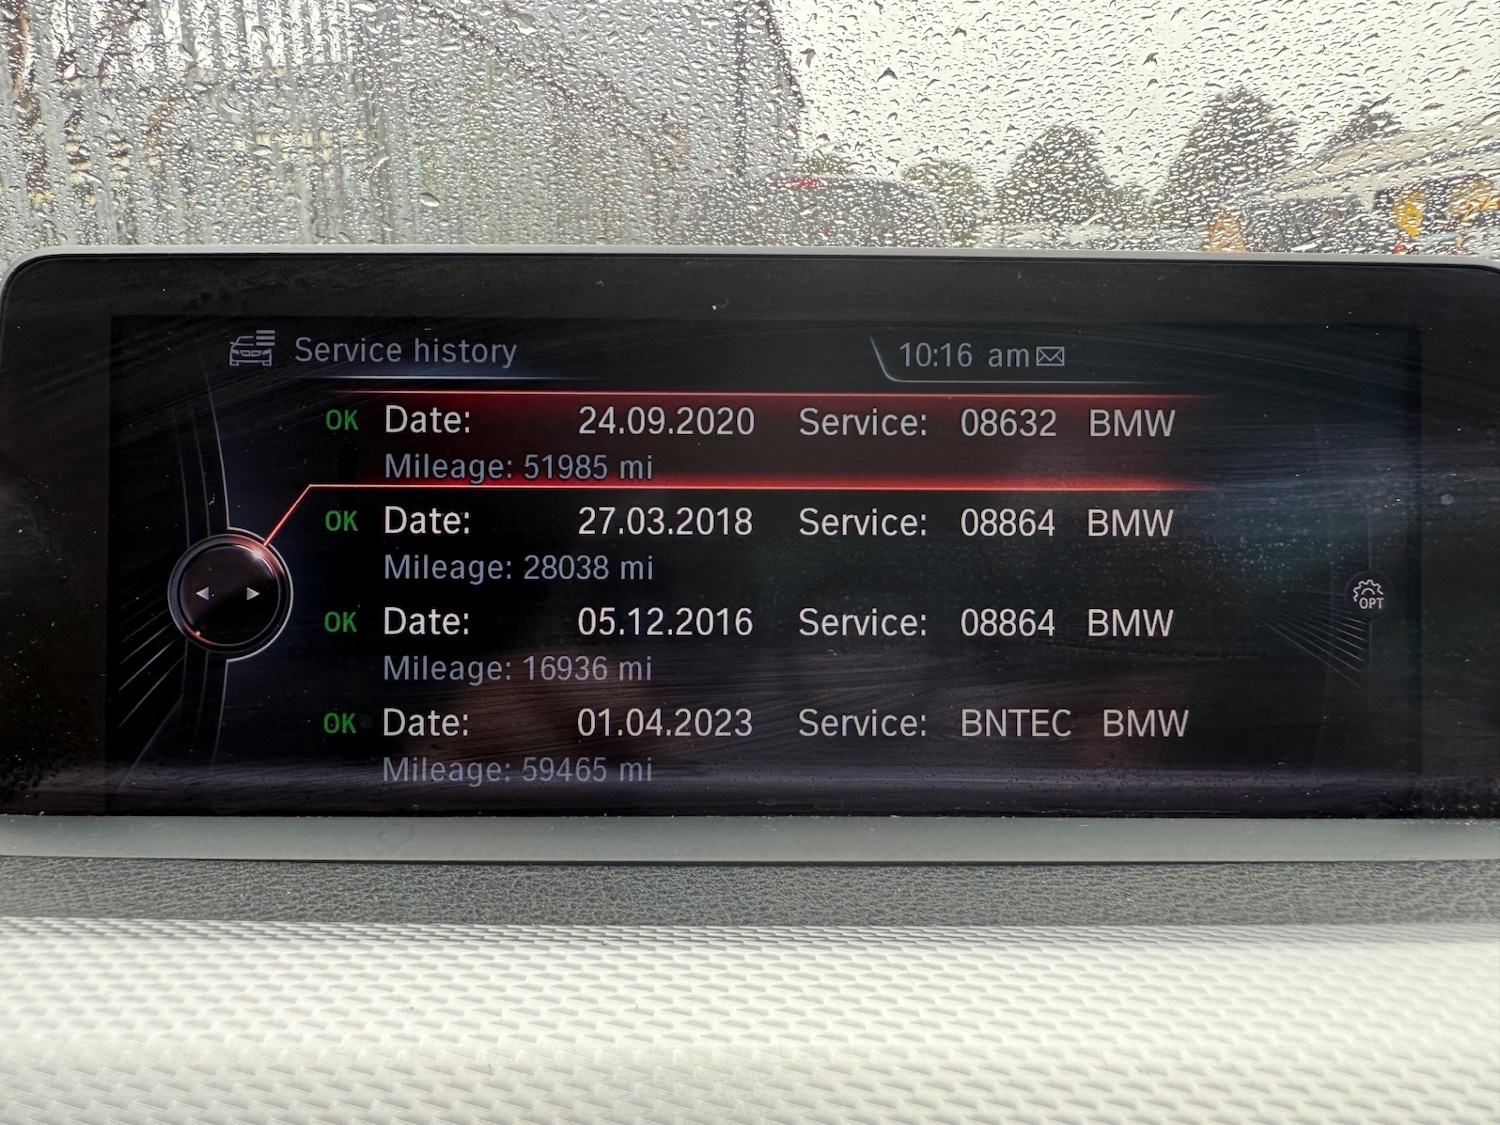 Service history
10:16 am
OK Date: 24.09.2020 Service: 08632 BMW
Mileage: 51985 mi
OK Date: 27.03.2018 Service: 08864 BMW
Mileage: 28038 mi
OPT
OK Date: 05.12.2016 Service: 08864 BMW
Mileage: 16936 mi
OK Date: 01.04.2023 Service: BNTEC BMW
Mileage: 59465 mi